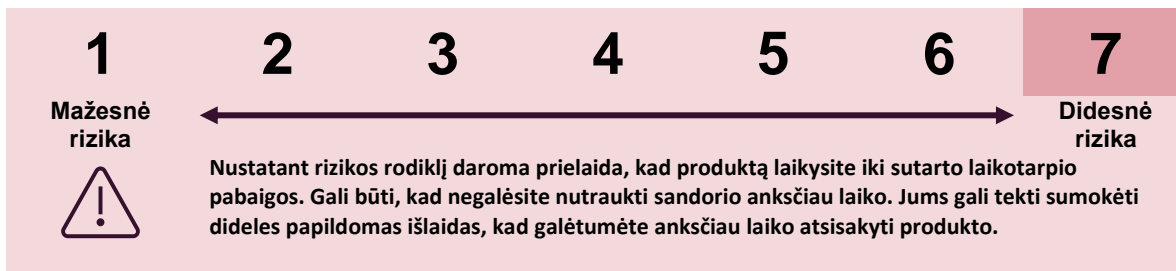 1 2 3 4 5 6 7
Mažesnė Didesnė
rizika rizika
Nustatant rizikos rodiklį daroma prielaida, kad produktą laikysite iki sutarto laikotarpio
pabaigos. Gali būti, kad negalėsite nutraukti sandorio anksčiau laiko. Jums gali tekti sumokėti
dideles papildomas išlaidas, kad galėtumėte anksčiau laiko atsisakyti produkto.